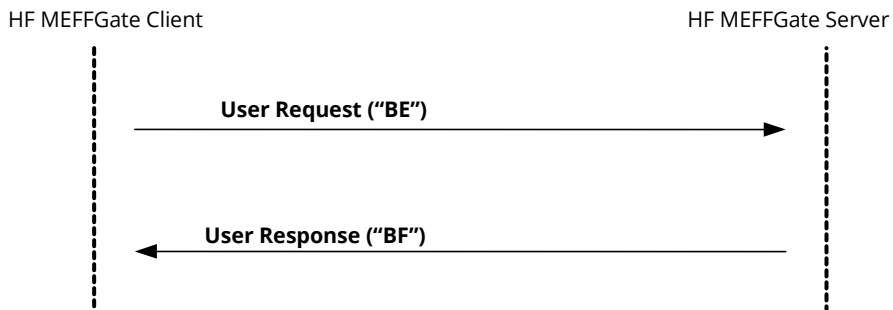 HF MEFFGate Client
HF MEFFGate Server
User Request (“BE”)
User Response (“BF”)